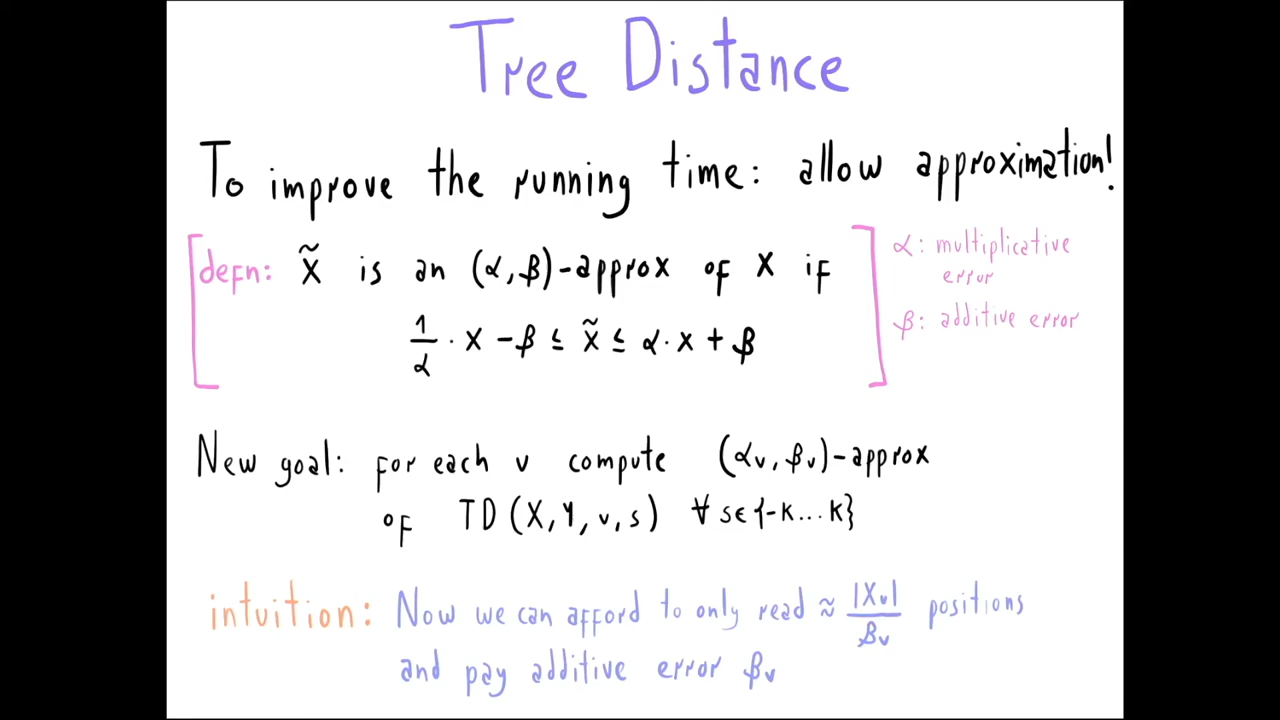 Tree Distance
To improve the running time: allow approximation!
defn: X̃ is an (α,β)-approx of X if
1/α · X - β ≤ X̃ ≤ α · X + β
α: multiplicative
error
β: additive error
New goal: for each v compute (αv, βv)-approx
of TD(X, Y, v, s) ∀ s∈{-K...K}
intuition: Now we can afford to only read ≈ |Xv|/βv positions
and pay additive error βv